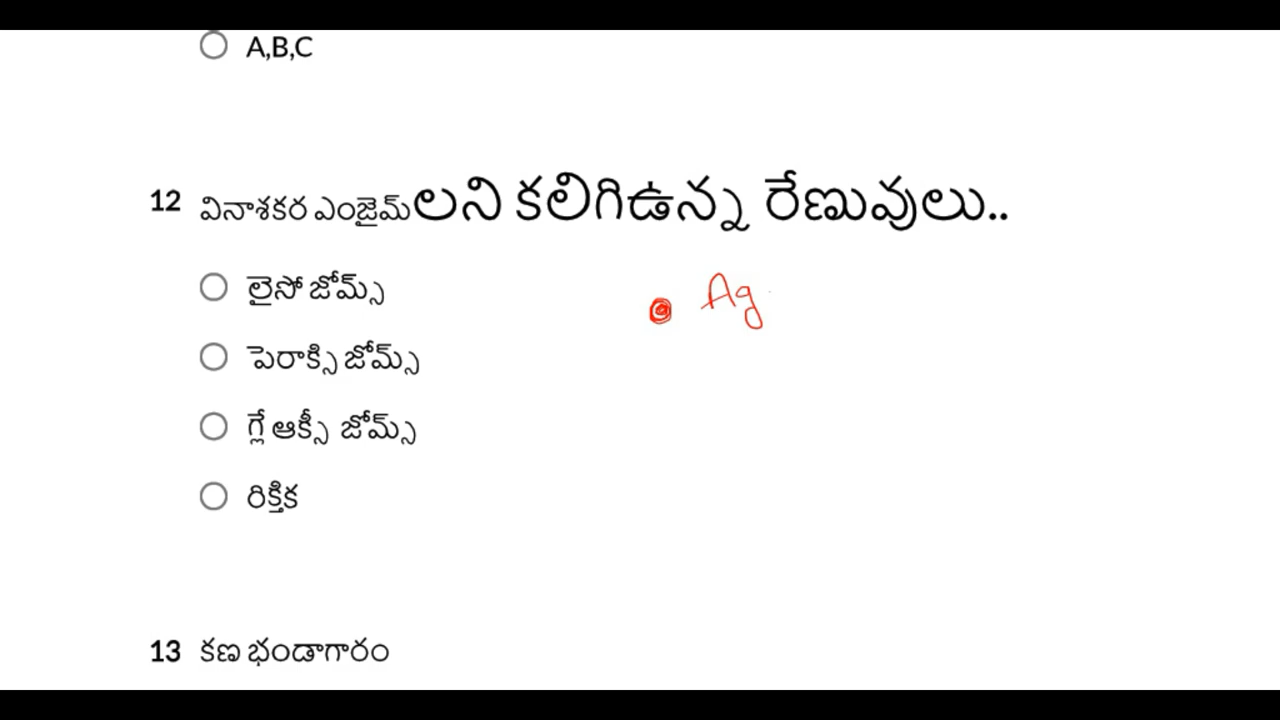 A,B,C
12 వినాశకర ఎంజైమ్లని కలిగిఉన్న రేణువులు..
లైసో జోమ్స్
Ag
పెరాక్సి జోమ్స్
గ్లే ఆక్సీ జోమ్స్
రిక్తిక
13 కణ భండాగారం